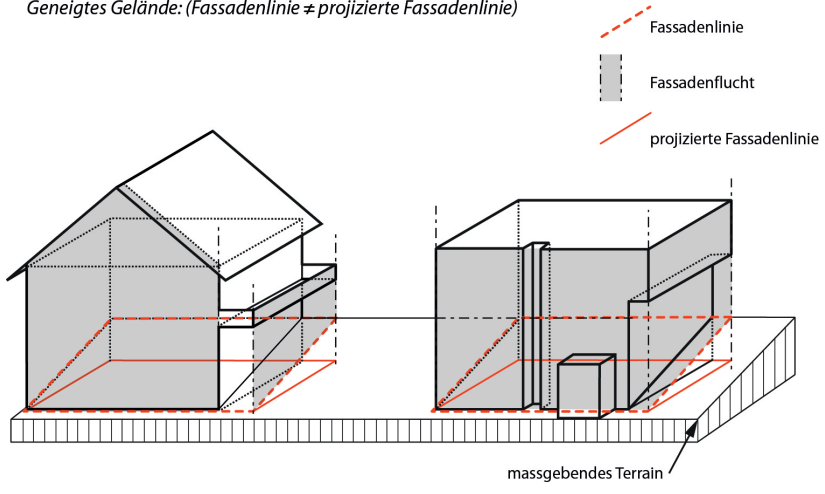 Geneigtes Gelände: (Fassadenlinie ≠ projizierte Fassadenlinie)
Fassadenlinie
Fassadenflucht
projizierte Fassadenlinie
massgebendes Terrain